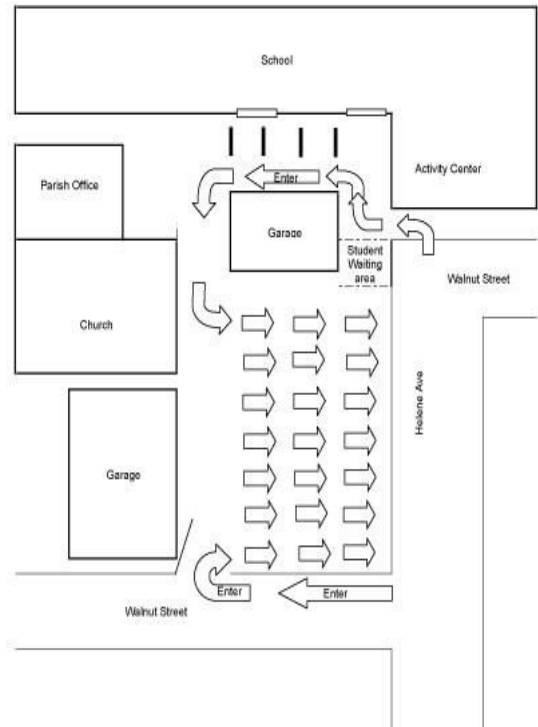 School
Parish Office
Enter
Activity Center
Garage
Student
Waiting
area
Walnut Street
Church
Helene Ave
Garage
Enter
Enter
Walnut Street